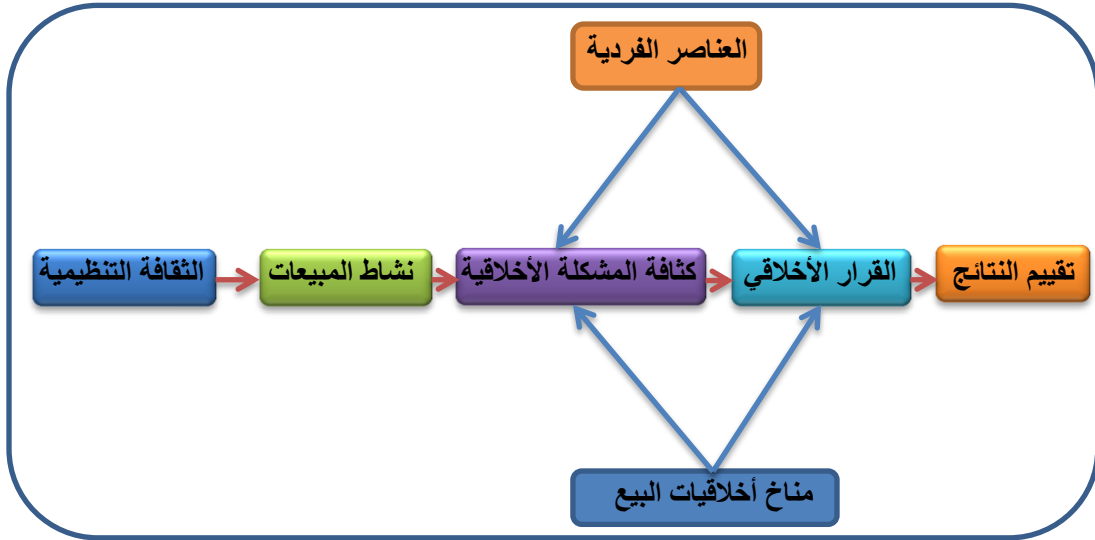 العناصر الفردية
الثقافة التنظيمية
نشاط المبيعات
كثافة المشكلة الأخلاقية
القرار الأخلاقي
تقييم النتائج
مناخ أخلاقيات البيع